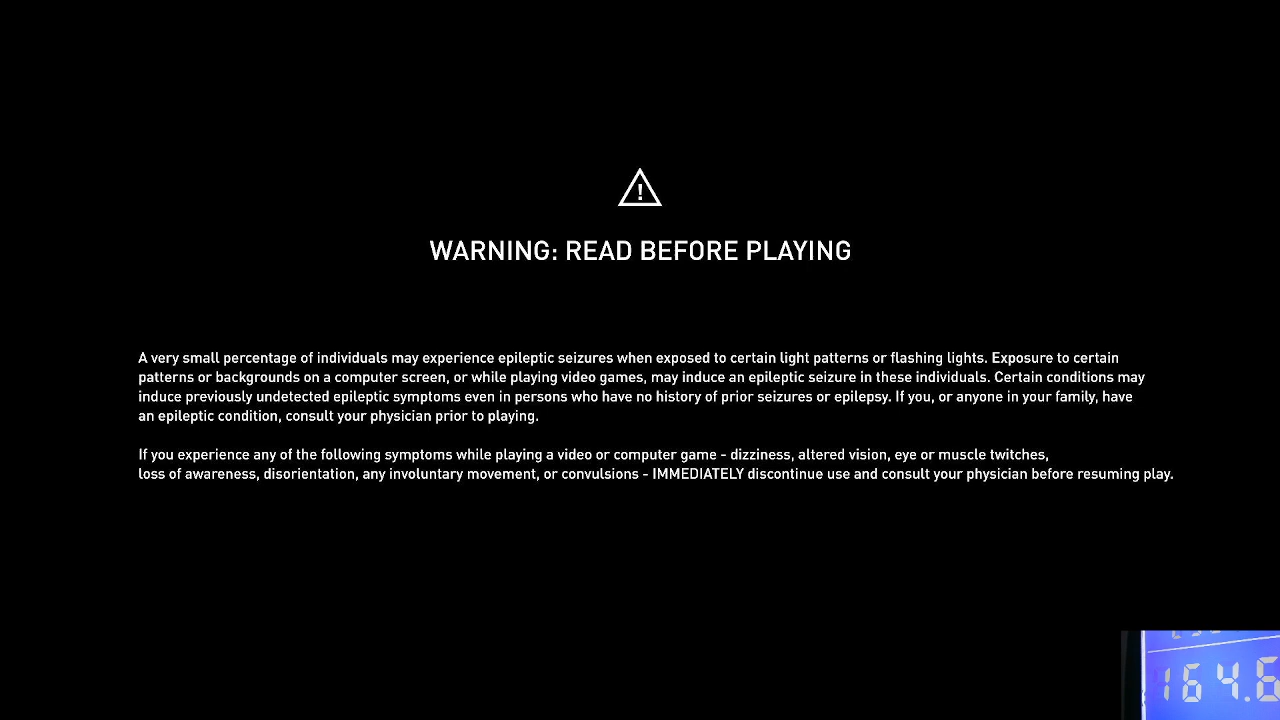 WARNING: READ BEFORE PLAYING
A very small percentage of individuals may experience epileptic seizures when exposed to certain light patterns or flashing lights. Exposure to certain
patterns or backgrounds on a computer screen, or while playing video games, may induce an epileptic seizure in these individuals. Certain conditions may
induce previously undetected epileptic symptoms even in persons who have no history of prior seizures or epilepsy. If you, or anyone in your family, have
an epileptic condition, consult your physician prior to playing.
If you experience any of the following symptoms while playing a video or computer game - dizziness, altered vision, eye or muscle twitches,
loss of awareness, disorientation, any involuntary movement, or convulsions - IMMEDIATELY discontinue use and consult your physician before resuming play.
164.6